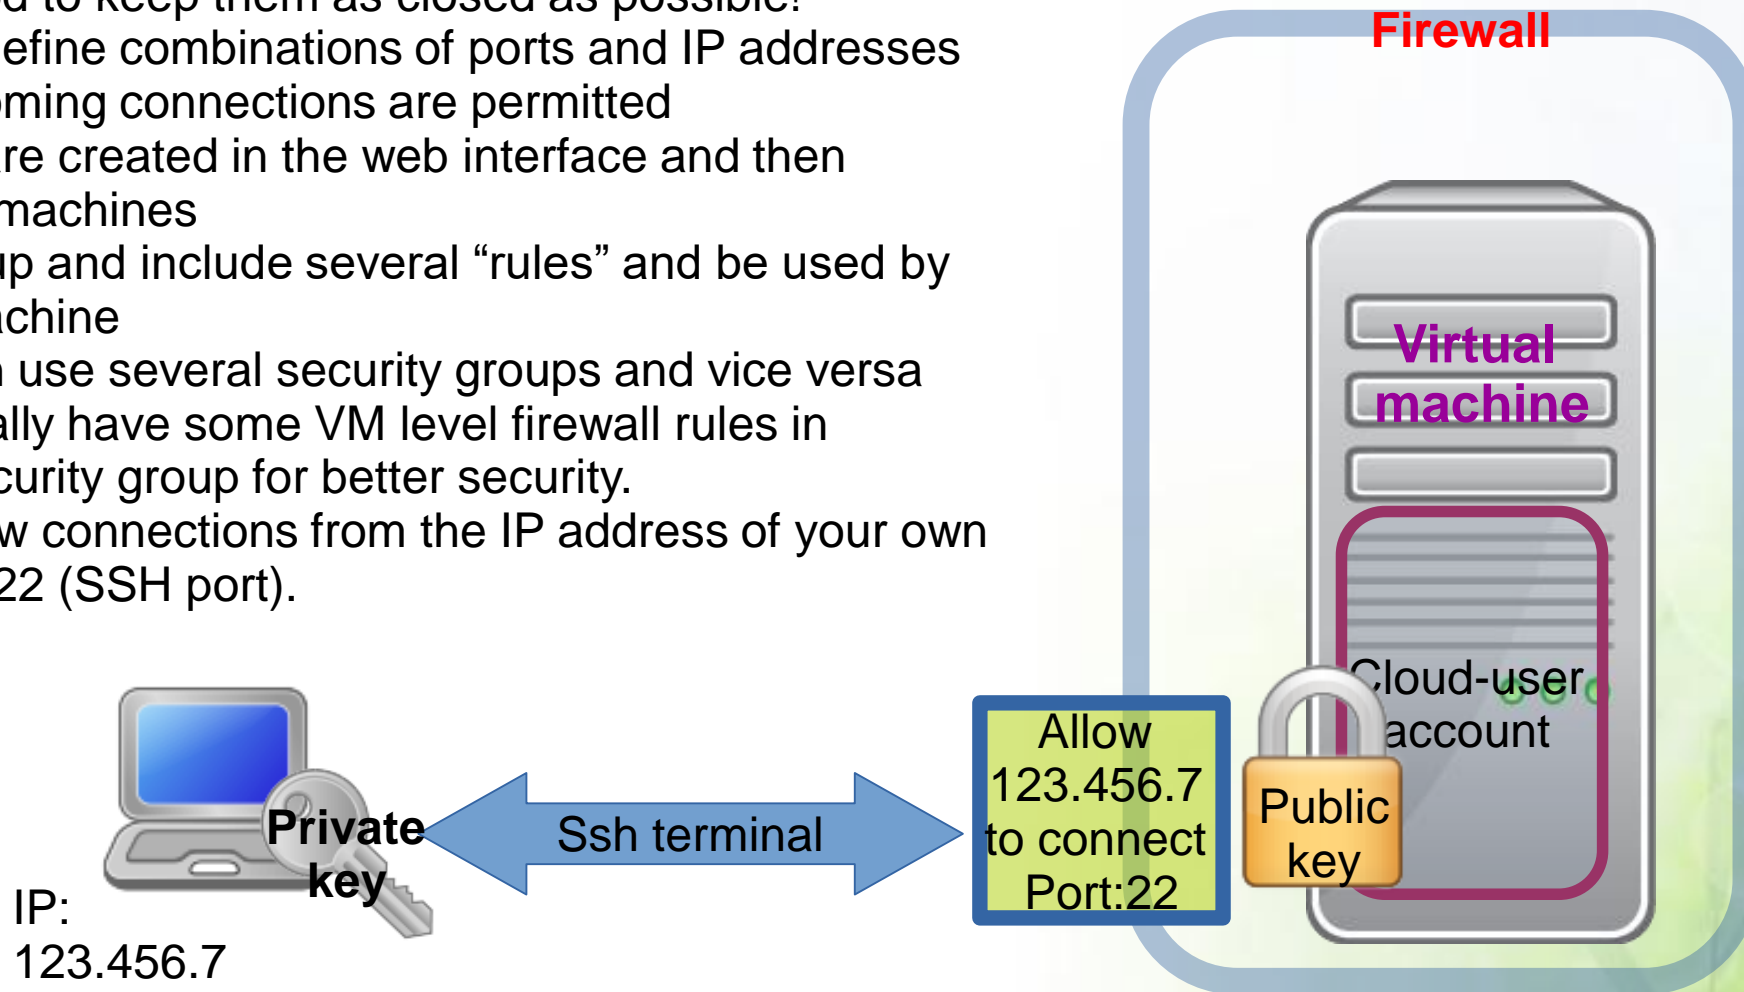 to keep them as closed as possible!
efine combinations of ports and IP addresses
oming connections are permitted
are created in the web interface and then
machines
up and include several “rules” and be used by
achine
n use several security groups and vice versa
ally have some VM level firewall rules in
curity group for better security.
w connections from the IP address of your own
22 (SSH port).
Firewall
Virtual
machine
Cloud-user
account
Private
key
Ssh terminal
Allow
123.456.7
to connect
Port:22
Public
key
IP:
123.456.7